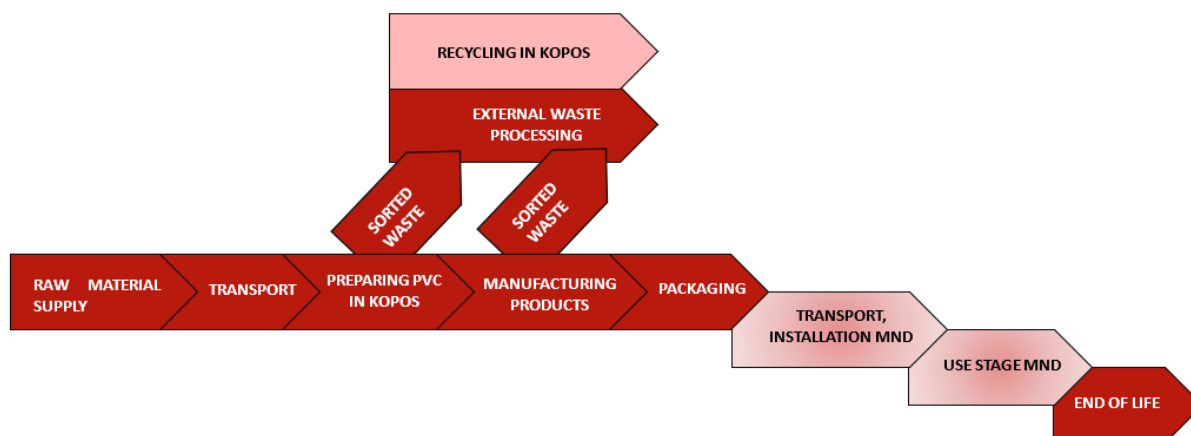 RECYCLING IN KOPOS
EXTERNAL WASTE
PROCESSING
SORTED
WASTE
SORTED
WASTE
RAW MATERIAL
SUPPLY
TRANSPORT
PREPARING PVC
IN KOPOS
MANUFACTURING
PRODUCTS
PACKAGING
TRANSPORT,
INSTALLATION MND
USE STAGE MND
END OF LIFE